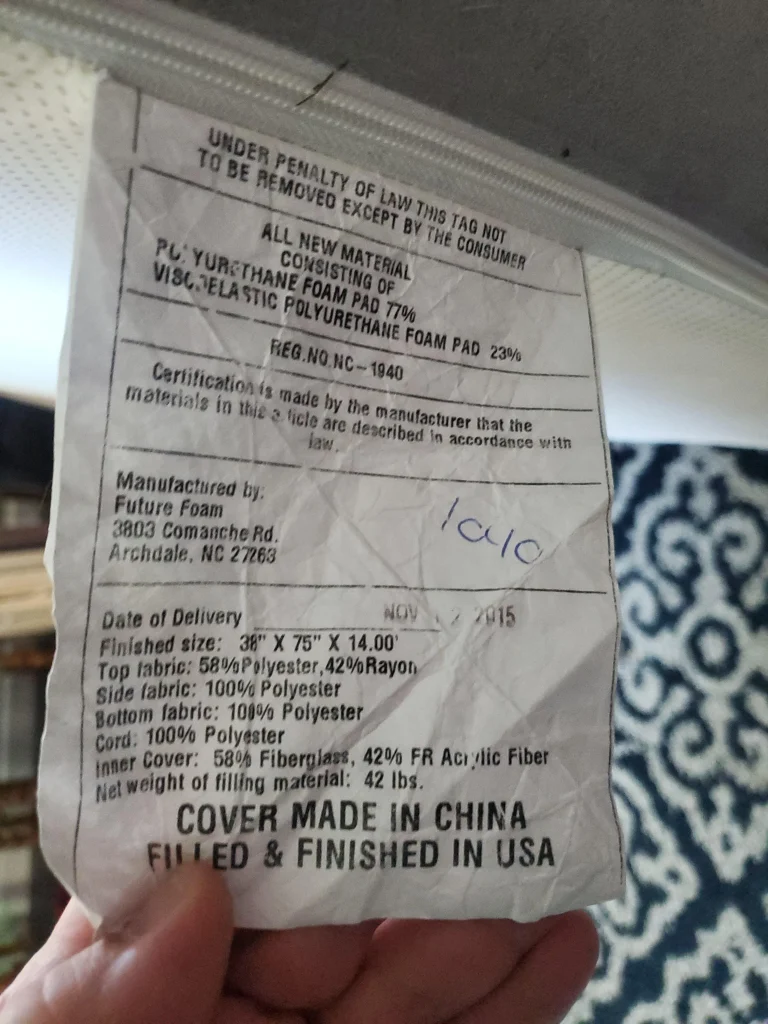 UNDER PENALTY OF LAW THIS TAG NOT
TO BE REMOVED EXCEPT BY THE CONSUMER
ALL NEW MATERIAL
CONSISTING OF
POLYURETHANE FOAM PAD 77%
VISCOELASTIC POLYURETHANE FOAM PAD 23%
REG.NO.NC-1940
Certification is made by the manufacturer that the
materials in this article are described in accordance with
law.
Manufactured by:
Future Foam
3803 Comanche Rd.
Archdale, NC 27263
Date of Delivery NOV 2 2015
Finished size: 38" X 75" X 14.00'
Top fabric: 58%Polyester,42%Rayon
Side fabric: 100% Polyester
Bottom fabric: 100% Polyester
Cord: 100% Polyester
Inner Cover: 58% Fiberglass, 42% FR Acrylic Fiber
Net weight of filling material: 42 lbs.
COVER MADE IN CHINA
FILLED & FINISHED IN USA